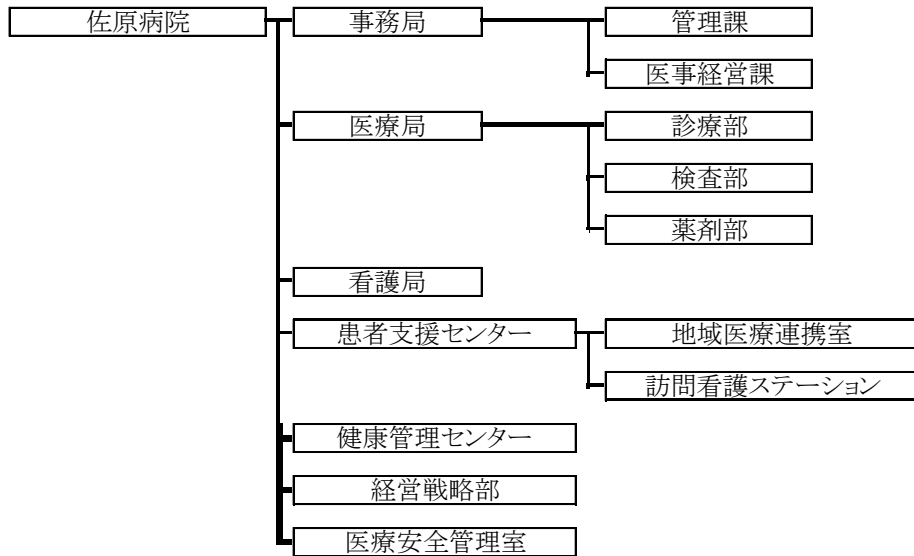 佐原病院
事務局
管理課
医事経営課
医療局
診療部
検査部
薬剤部
看護局
患者支援センター
地域医療連携室
訪問看護ステーション
健康管理センター
経営戦略部
医療安全管理室